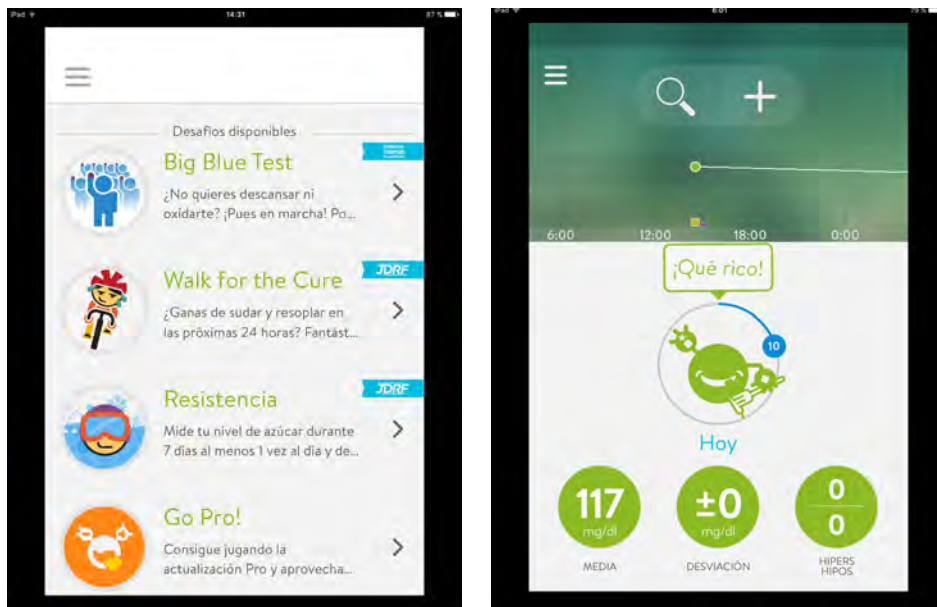 iPad
14:31
87 %
Desafíos disponibles
Big Blue Test
¿No quieres descansar ni
oxidarte? ¡Pues en marcha! Po...
JDRF
Walk for the Cure
¿Ganas de sudar y resoplar en
las próximas 24 horas? Fantást...
JDRF
Resistencia
Mide tu nivel de azúcar durante
7 días al menos 1 vez al día y de...
Go Pro!
Consigue jugando la
actualización Pro y aprovecha...
iPad
6:01
79 %
6:00 12:00 18:00 0:00
¡Qué rico!
10
Hoy
117
mg/dl
MEDIA
±0
mg/dl
DESVIACIÓN
0
0
HIPERS
HIPOS